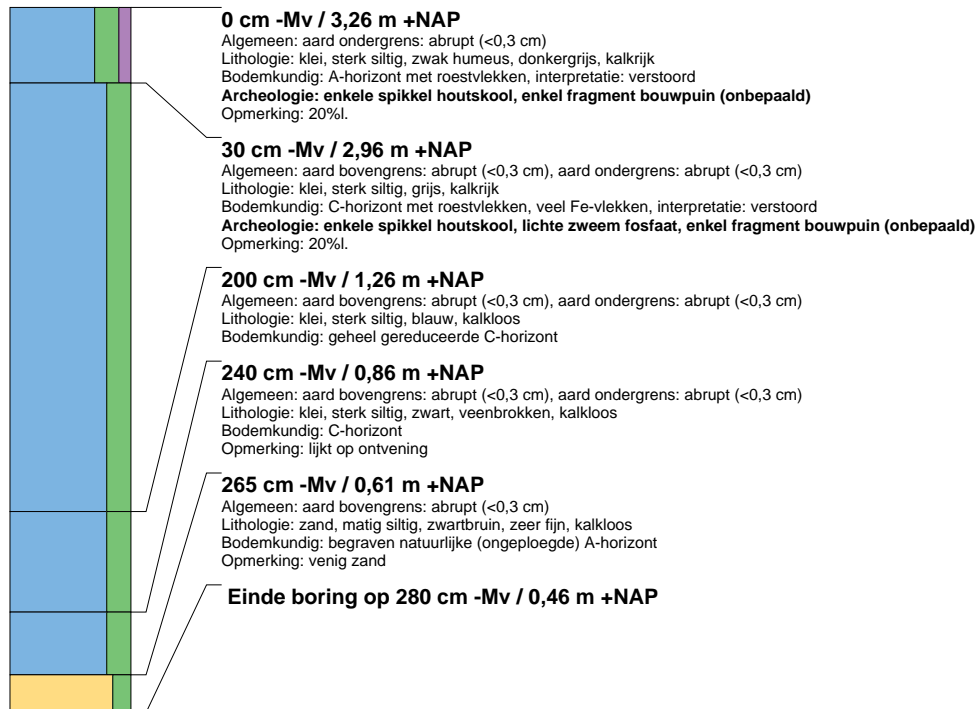 0 cm -Mv / 3,26 m +NAP
Algemeen: aard ondergrens: abrupt (<0,3 cm)
Lithologie: klei, sterk siltig, zwak humeus, donkergrijs, kalkrijk
Bodemkundig: A-horizont met roestvlekken, interpretatie: verstoord
Archeologie: enkele spikkel houtskool, enkel fragment bouwpuin (onbepaald)
Opmerking: 20%l.
30 cm -Mv / 2,96 m +NAP
Algemeen: aard bovengrens: abrupt (<0,3 cm), aard ondergrens: abrupt (<0,3 cm)
Lithologie: klei, sterk siltig, grijs, kalkrijk
Bodemkundig: C-horizont met roestvlekken, veel Fe-vlekken, interpretatie: verstoord
Archeologie: enkele spikkel houtskool, lichte zweem fosfaat, enkel fragment bouwpuin (onbepaald)
Opmerking: 20%l.
200 cm -Mv / 1,26 m +NAP
Algemeen: aard bovengrens: abrupt (<0,3 cm), aard ondergrens: abrupt (<0,3 cm)
Lithologie: klei, sterk siltig, blauw, kalkloos
Bodemkundig: geheel gereduceerde C-horizont
240 cm -Mv / 0,86 m +NAP
Algemeen: aard bovengrens: abrupt (<0,3 cm), aard ondergrens: abrupt (<0,3 cm)
Lithologie: klei, sterk siltig, zwart, veenbrokken, kalkloos
Bodemkundig: C-horizont
Opmerking: lijkt op ontvening
265 cm -Mv / 0,61 m +NAP
Algemeen: aard bovengrens: abrupt (<0,3 cm)
Lithologie: zand, matig siltig, zwartbruin, zeer fijn, kalkloos
Bodemkundig: begraven natuurlijke (ongeploegde) A-horizont
Opmerking: venig zand
Einde boring op 280 cm -Mv / 0,46 m +NAP